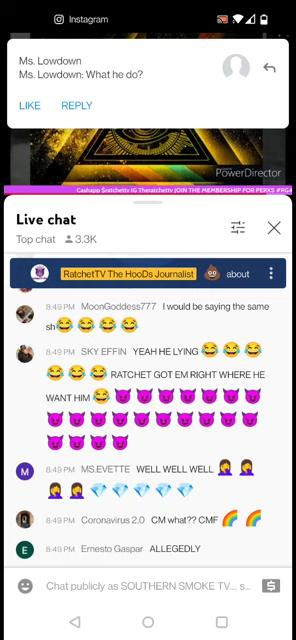 Instagram
Ms. Lowdown
Ms. Lowdown: What he do?
LIKE REPLY
PowerDirector
Cashapp $ratchettv IG Theratchettv JOIN THE MEMBERSHIP FOR PERKS #RG4
Live chat
Top chat 3.3K
RatchetTV The HooDs Journalist 💩 about
8:49 PM MoonGoddess777 I would be saying the same
sh😂😂😂😂
8:49 PM SKY EFFIN YEAH HE LYING 😂😂😂
😂😂😂 RATCHET GOT EM RIGHT WHERE HE
WANT HIM 😂😈😈😈😈😈😈😈
😈😈😈😈😈😈😈😈😈😈
😈😈😈😈
8:49 PM MS.EVETTE WELL WELL WELL 🤦‍♀️🤦‍♀️
🤦‍♀️🤦‍♀️💎💎💎💎💎
8:49 PM Coronavirus 2.0 CM what?? CMF 🌈🌈
8:49 PM Ernesto Gaspar ALLEGEDLY
Chat publicly as SOUTHERN SMOKE TV.... s...